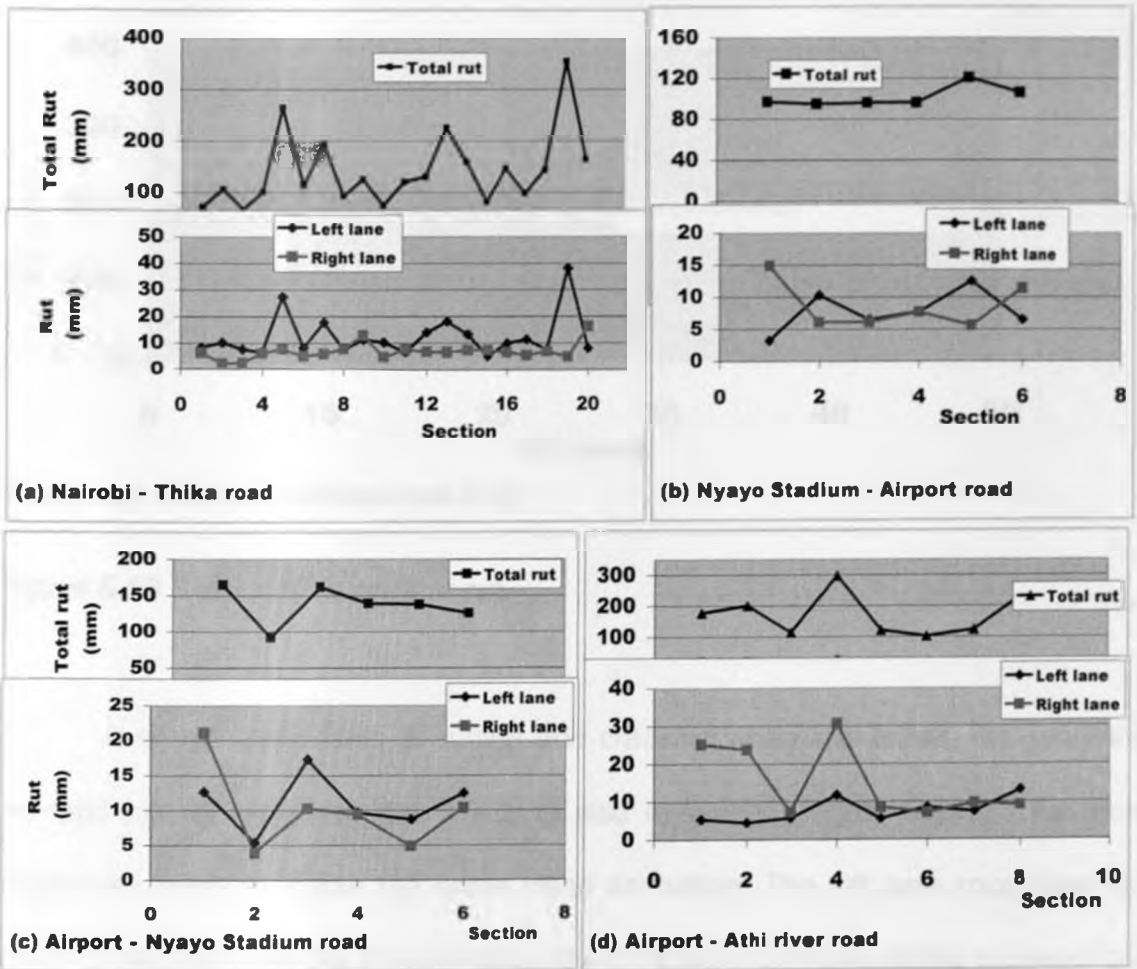 400
300
200
100
Total Rut
(mm)
Total rut
50
40
30
20
10
0
Rut
(mm)
Left lane
Right lane
0 4 8 12 16 20
Section
(a) Nairobi - Thika road
160
120
80
40
0
Total rut
20
15
10
5
0
Left lane
Right lane
0 2 4 6 8
(b) Nyayo Stadium - Airport road
200
150
100
50
Total rut
(mm)
Total rut
25
20
15
10
5
0
Rut
(mm)
Left lane
Right lane
0 2 4 6 8
Section
(c) Airport - Nyayo Stadium road
300
200
100
Total rut
40
30
20
10
0
Left lane
Right lane
0 2 4 6 8 10
Section
(d) Airport - Athi river road